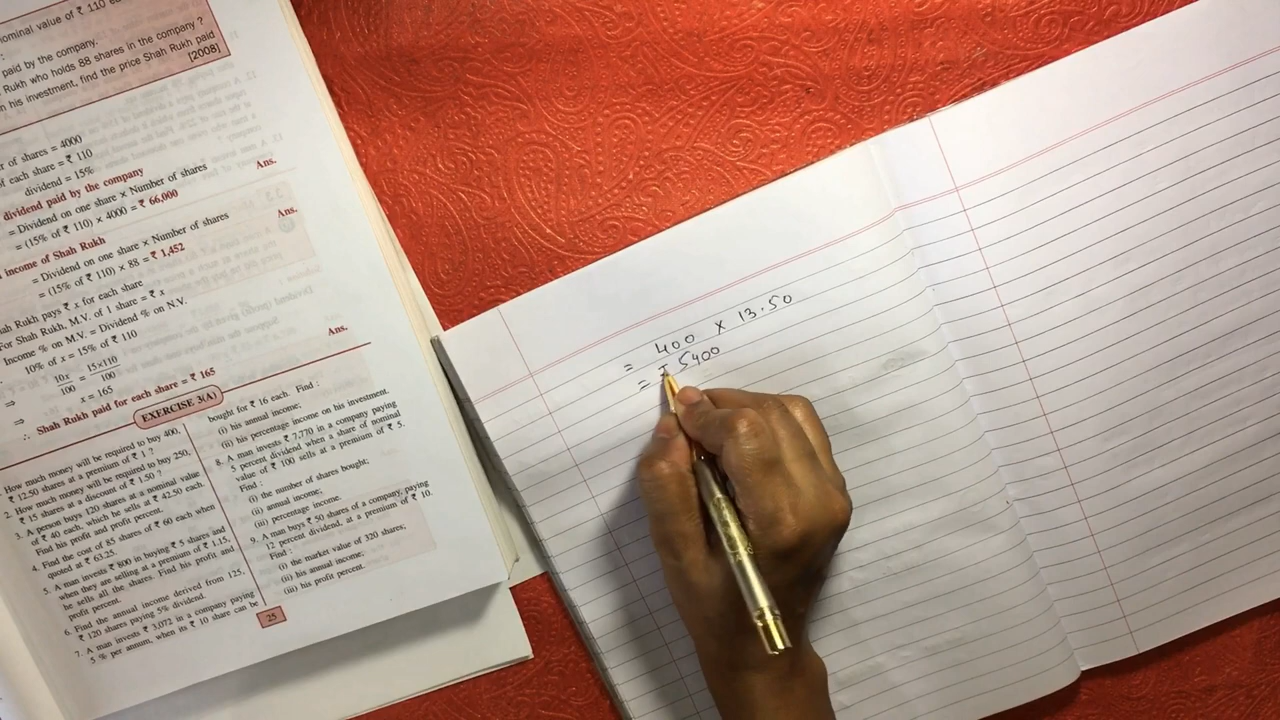 ominal value of ₹ 110
:
paid by the company.
Rukh who holds 88 shares in the company ?
n his investment, find the price Shah Rukh paid
[2008]
r of shares = 4000
of each share = ₹ 110
dividend = 15%
dividend paid by the company
= Dividend on one share × Number of shares
= (15% of ₹ 110) × 4000 = ₹ 66,000 Ans.
income of Shah Rukh
= Dividend on one share × Number of shares
= (15% of ₹ 110) × 88 = ₹ 1,452 Ans.
ah Rukh pays ₹ x for each share
For Shah Rukh, M.V. of 1 share = ₹ x
Income % on M.V. = Dividend % on N.V.
10% of x = 15% of ₹ 110
⇒ 10x/100 = 15×110/100
⇒ x = 165
∴ Shah Rukh paid for each share = ₹ 165 Ans.
EXERCISE 3(A)
How much money will be required to buy 400,
₹ 12.50 shares at a premium of ₹ 1 ?
2. How much money will be required to buy 250,
₹ 15 shares at a discount of ₹ 1.50 ?
3. A person buys 120 shares at a nominal value
of ₹ 40 each, which he sells at ₹ 42.50 each.
Find his profit and profit percent.
4. Find the cost of 85 shares of ₹ 60 each when
quoted at ₹ 63.25.
5. A man invests ₹ 800 in buying ₹ 5 shares and
when they are selling at a premium of ₹ 1.15,
he sells all the shares. Find his profit and
profit percent.
6. Find the annual income derived from 125,
₹ 120 shares paying 5% dividend.
7. A man invests ₹ 3,072 in a company paying
5 % per annum, when its ₹ 10 share can be
bought for ₹ 16 each. Find :
(i) his annual income;
(ii) his percentage income on his investment.
8. A man invests ₹ 7,770 in a company paying
5 percent dividend when a share of nominal
value of ₹ 100 sells at a premium of ₹ 5.
Find :
(i) the number of shares bought;
(ii) annual income;
(iii) percentage income.
9. A man buys ₹ 50 shares of a company, paying
12 percent dividend, at a premium of ₹ 10.
Find :
(i) the market value of 320 shares;
(ii) his annual income;
(iii) his profit percent.
25
= 400 × 13.50
= ₹ 5400